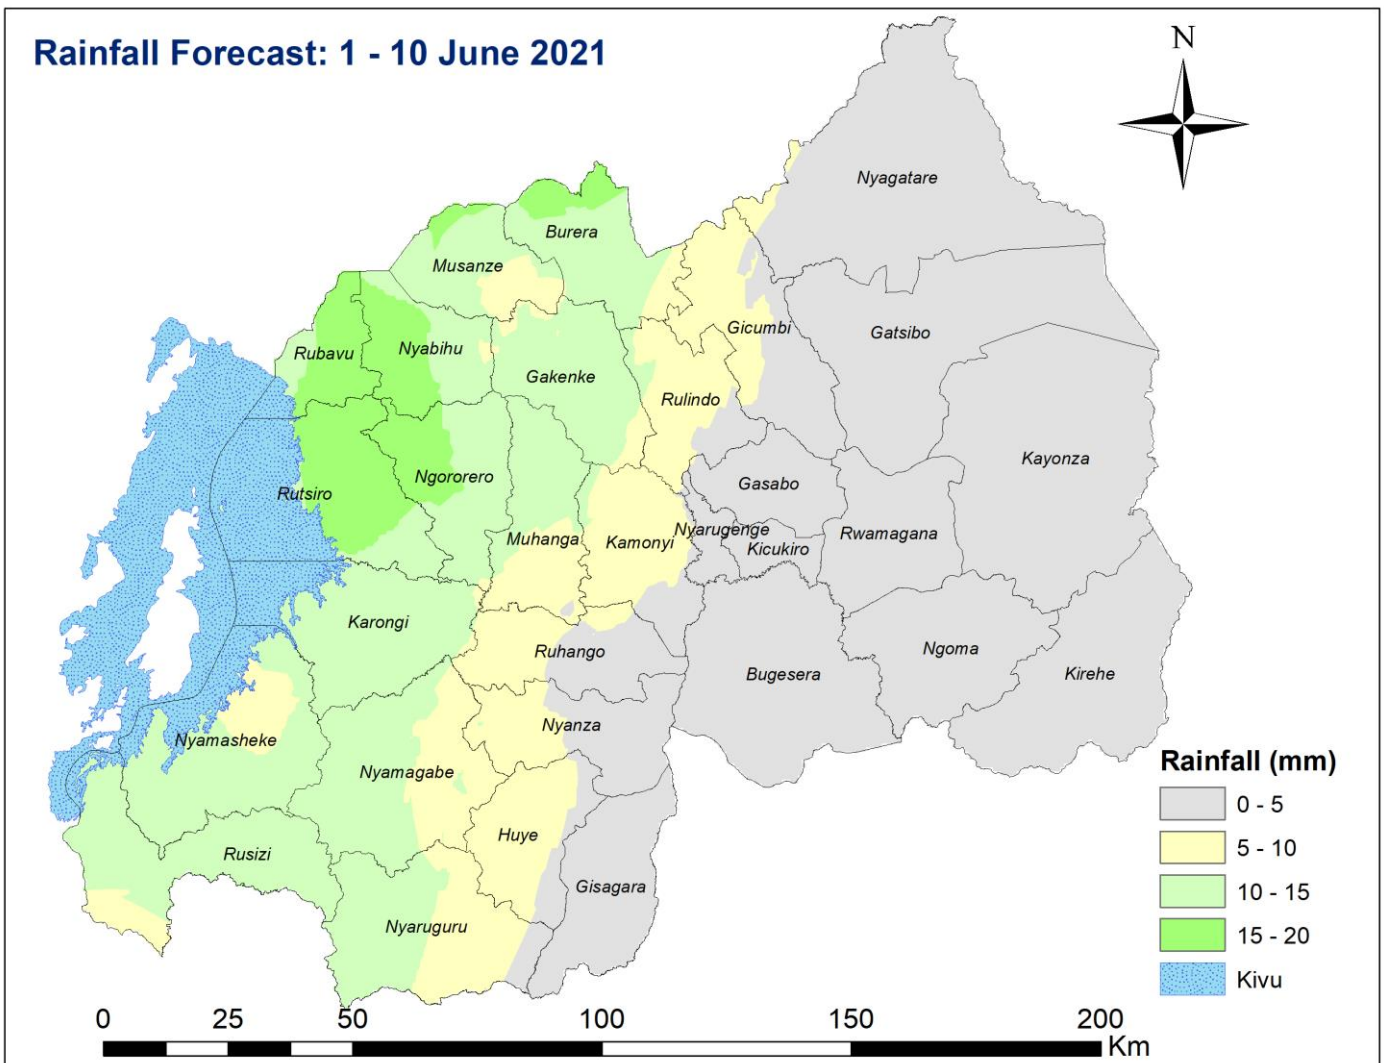 Rainfall Forecast: 1 - 10 June 2021
N
Nyagatare
Burera
Musanze
Gicumbi
Gatsibo
Rubavu
Nyabihu
Gakenke
Rulindo
Kayonza
Ngororero
Gasabo
Rutsiro
Nyarugenge
Rwamagana
Muhanga
Kamonyi
Kicukiro
Karongi
Ruhango
Ngoma
Bugesera
Kirehe
Nyanza
Nyamasheke
Nyamagabe
Huye
Rusizi
Gisagara
Nyaruguru
Rainfall (mm)
0 - 5
5 - 10
10 - 15
15 - 20
Kivu
0 25 50 100 150 200
Km